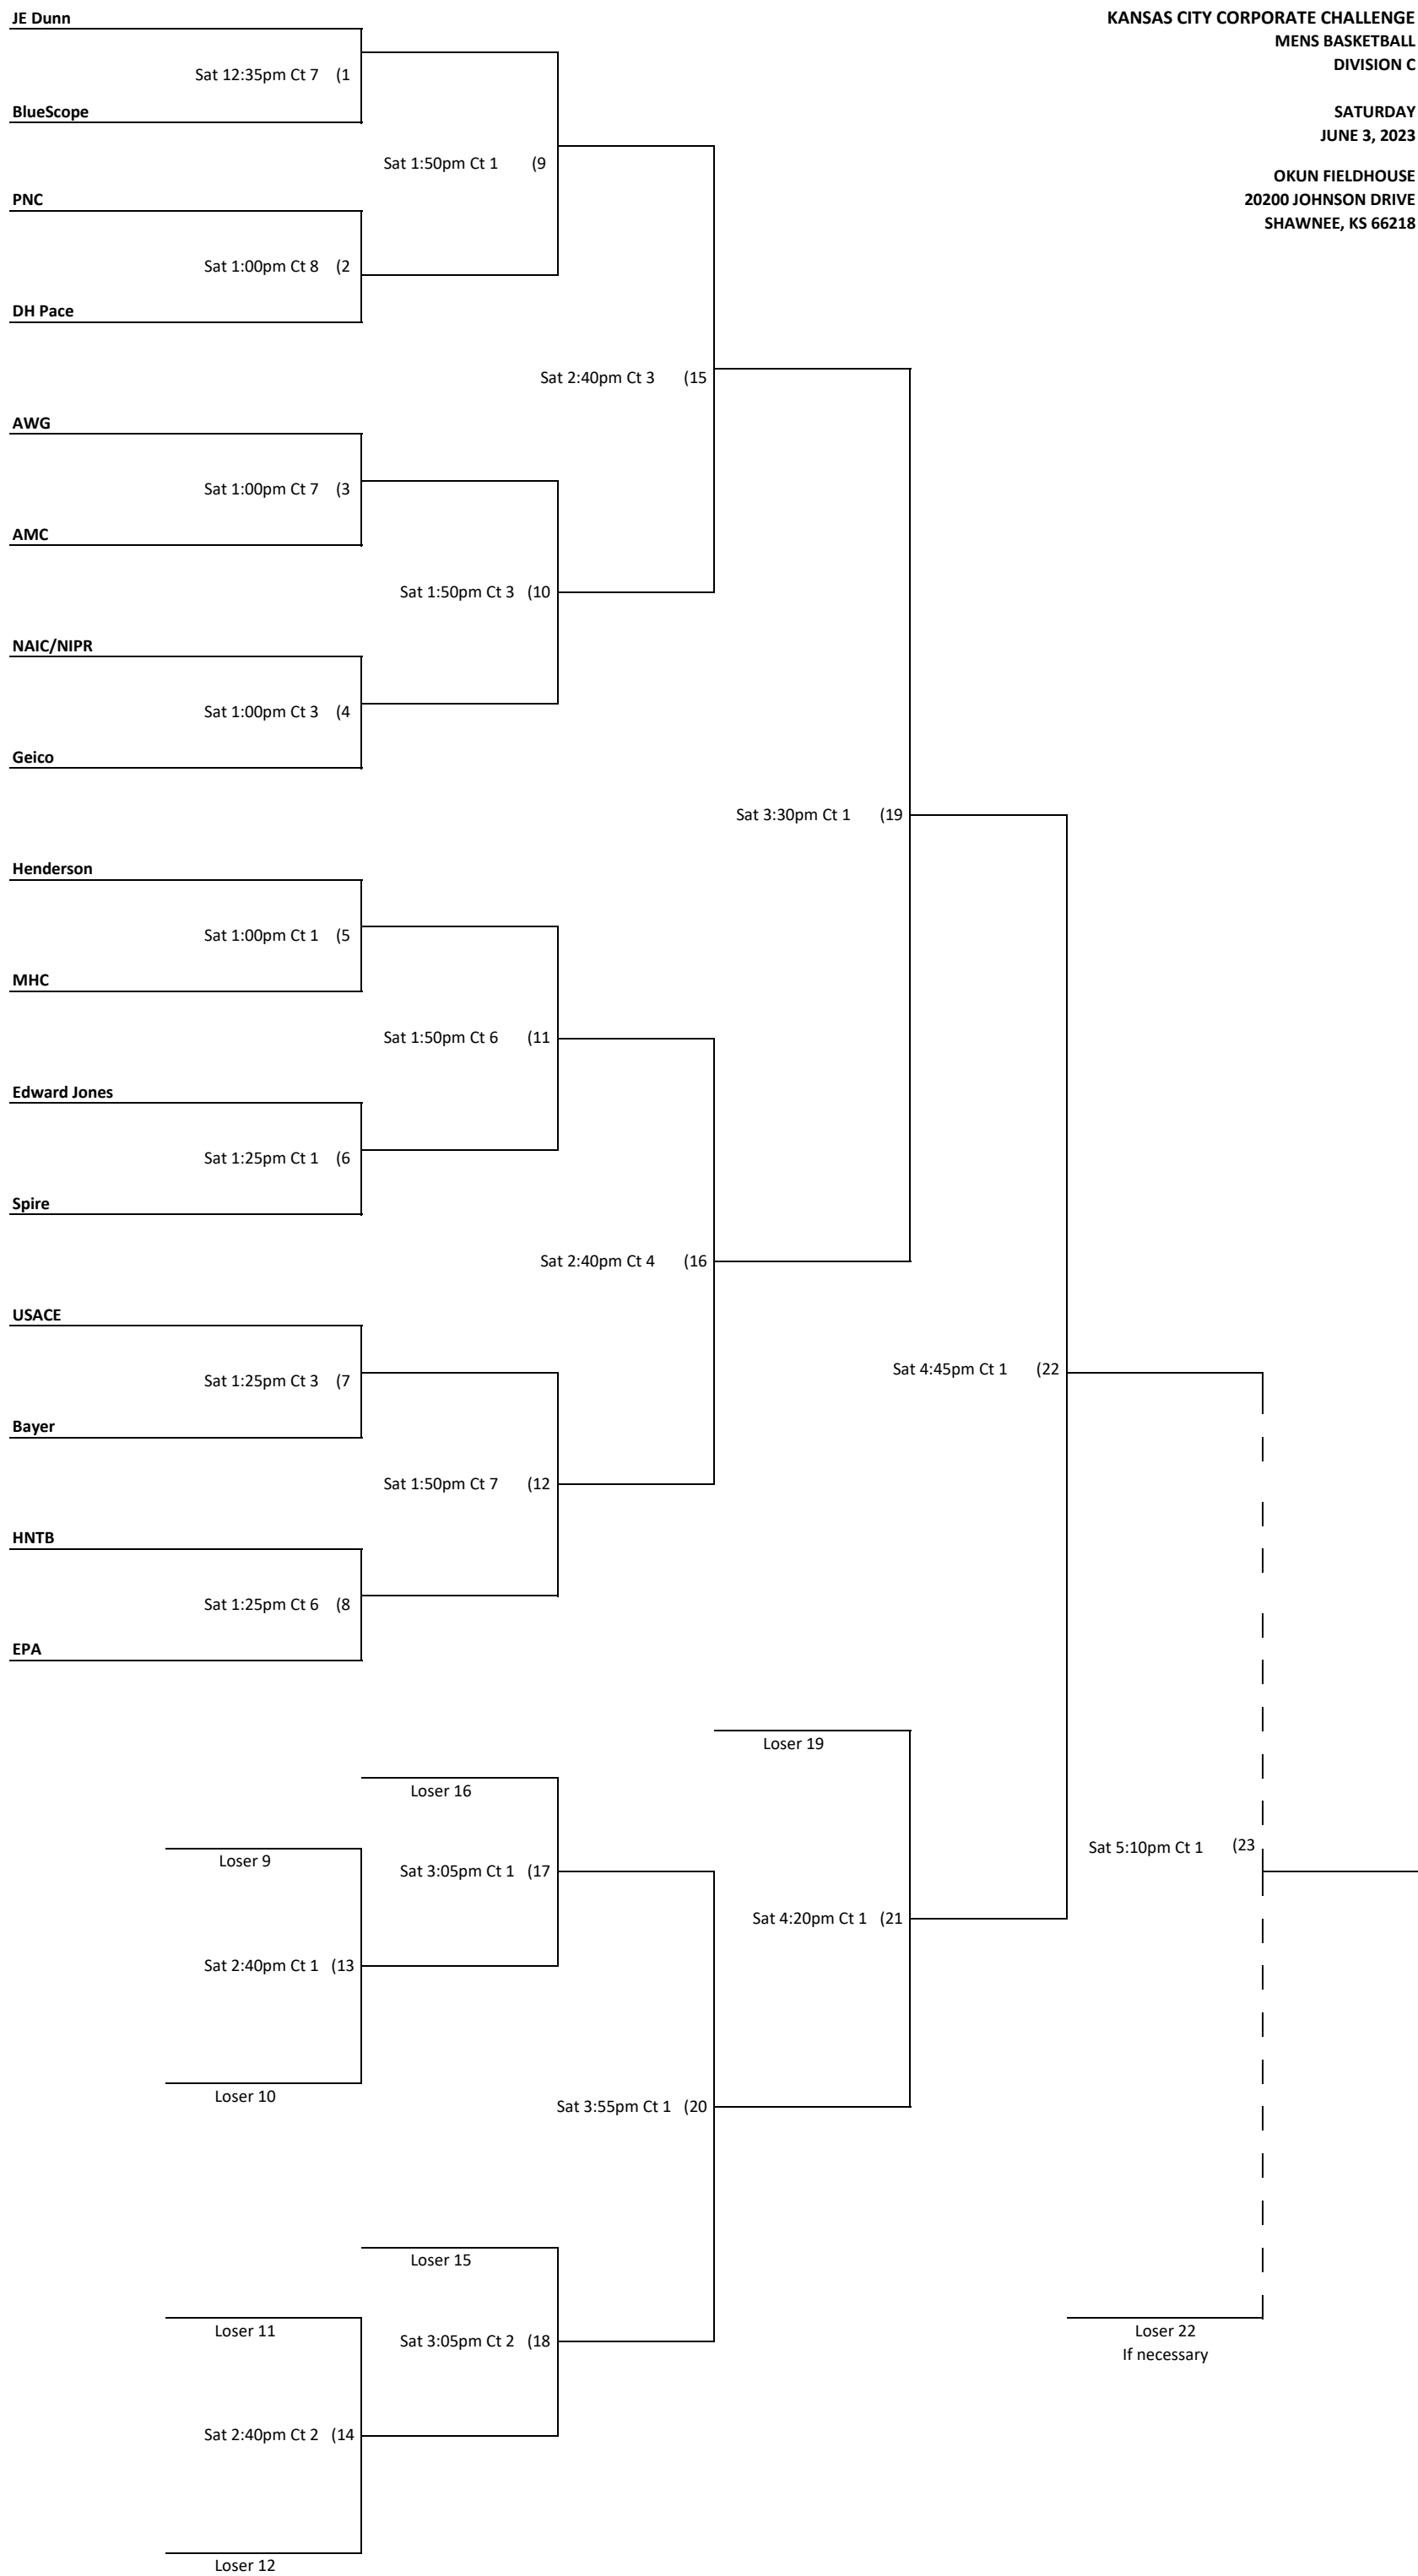 JE Dunn
KANSAS CITY CORPORATE CHALLENGE
MENS BASKETBALL
DIVISION C
Sat 12:35pm Ct 7 (1
BlueScope
SATURDAY
JUNE 3, 2023
Sat 1:50pm Ct 1 (9
OKUN FIELDHOUSE
PNC
20200 JOHNSON DRIVE
SHAWNEE, KS 66218
Sat 1:00pm Ct 8 (2
DH Pace
Sat 2:40pm Ct 3 (15
AWG
Sat 1:00pm Ct 7 (3
AMC
Sat 1:50pm Ct 3 (10
NAIC/NIPR
Sat 1:00pm Ct 3 (4
Geico
Sat 3:30pm Ct 1 (19
Henderson
Sat 1:00pm Ct 1 (5
MHC
Sat 1:50pm Ct 6 (11
Edward Jones
Sat 1:25pm Ct 1 (6
Spire
Sat 2:40pm Ct 4 (16
USACE
Sat 4:45pm Ct 1 (22
Sat 1:25pm Ct 3 (7
Bayer
Sat 1:50pm Ct 7 (12
HNTB
Sat 1:25pm Ct 6 (8
EPA
Loser 19
Loser 16
Sat 5:10pm Ct 1 (23
Loser 9
Sat 3:05pm Ct 1 (17
Sat 4:20pm Ct 1 (21
Sat 2:40pm Ct 1 (13
Loser 10
Sat 3:55pm Ct 1 (20
Loser 15
Loser 11
Loser 22
Sat 3:05pm Ct 2 (18
If necessary
Sat 2:40pm Ct 2 (14
Loser 12